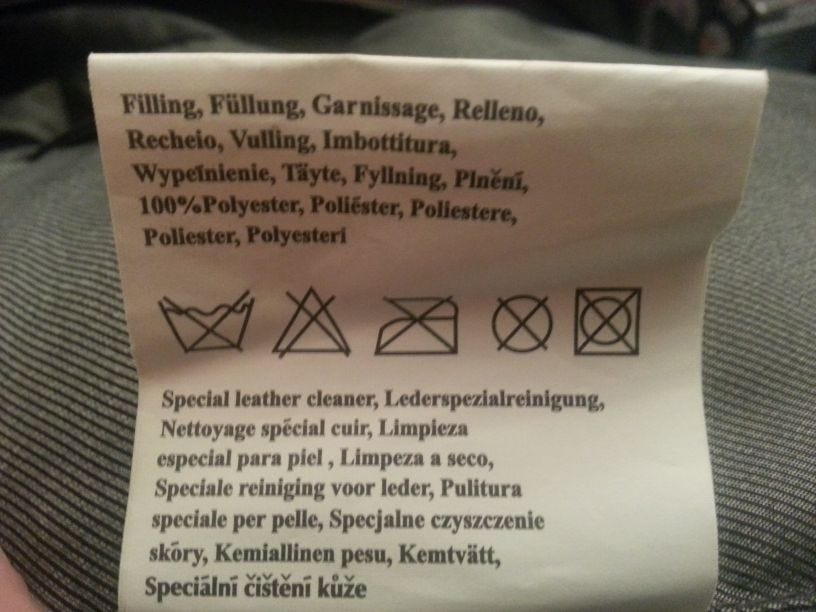 Filling, Füllung, Garnissage, Relleno,
Recheio, Vulling, Imbottitura,
Wypełnienie, Täyte, Fyllning, Plnění,
100%Polyester, Poliéster, Poliestere,
Poliester, Polyesteri
Special leather cleaner, Lederspezialreinigung,
Nettoyage spécial cuir, Limpieza
especial para piel , Limpeza a seco,
Speciale reiniging voor leder, Pulitura
speciale per pelle, Specjalne czyszczenie
skóry, Kemiallinen pesu, Kemtvätt,
Speciální čištění kůže